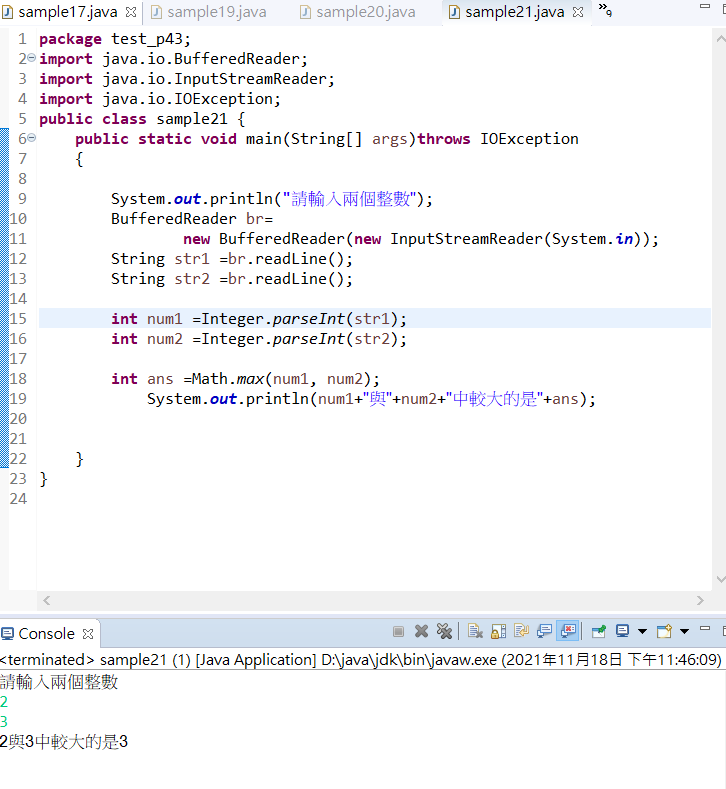 sample17.java sample19.java sample20.java sample21.java »9
1 package test_p43;
2 import java.io.BufferedReader;
3 import java.io.InputStreamReader;
4 import java.io.IOException;
5 public class sample21 {
6 public static void main(String[] args)throws IOException
7 {
8
9 System.out.println("請輸入兩個整數");
10 BufferedReader br=
11 new BufferedReader(new InputStreamReader(System.in));
12 String str1 =br.readLine();
13 String str2 =br.readLine();
14
15 int num1 =Integer.parseInt(str1);
16 int num2 =Integer.parseInt(str2);
17
18 int ans =Math.max(num1, num2);
19 System.out.println(num1+"與"+num2+"中較大的是"+ans);
20
21
22 }
23 }
24
Console
<terminated> sample21 (1) [Java Application] D:\java\jdk\bin\javaw.exe (2021年11月18日 下午11:46:09)
請輸入兩個整數
2
3
2與3中較大的是3